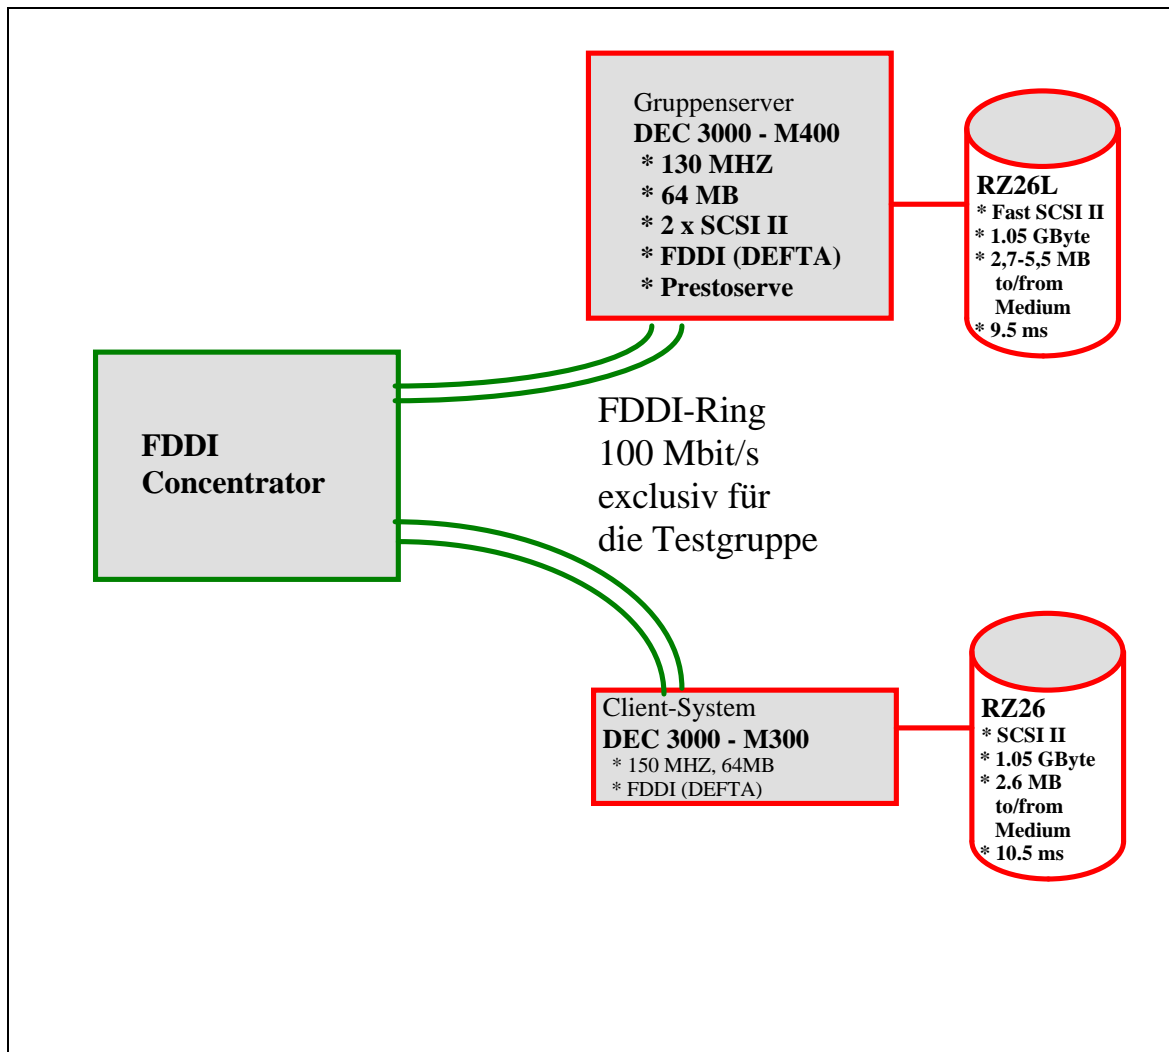 Gruppenserver
DEC 3000 - M400
* 130 MHZ
* 64 MB
* 2 x SCSI II
* FDDI (DEFTA)
* Prestoserve
RZ26L
* Fast SCSI II
* 1.05 GByte
* 2,7-5,5 MB
to/from
Medium
* 9.5 ms
FDDI
Concentrator
FDDI-Ring
100 Mbit/s
exclusiv für
die Testgruppe
Client-System
DEC 3000 - M300
* 150 MHZ, 64MB
* FDDI (DEFTA)
RZ26
* SCSI II
* 1.05 GByte
* 2.6 MB
to/from
Medium
* 10.5 ms